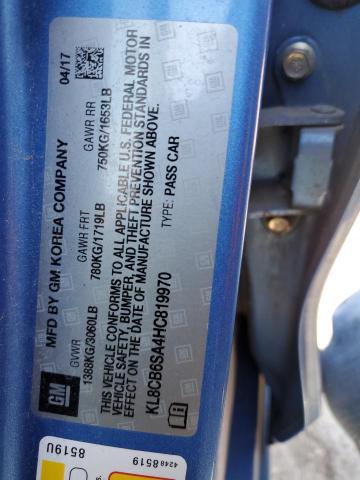 MFD BY GM KOREA COMPANY 04/17
GVWR GAWR FRT GAWR RR
1388KG/3060LB 780KG/1719LB 750KG/1653LB
THIS VEHICLE CONFORMS TO ALL APPLICABLE U.S. FEDERAL MOTOR
VEHICLE SAFETY, BUMPER, AND THEFT PREVENTION STANDARDS IN
EFFECT ON THE DATE OF MANUFACTURE SHOWN ABOVE.
KL8CB6SA4HC819970 TYPE: PASS CAR
GM
8519U
42488519